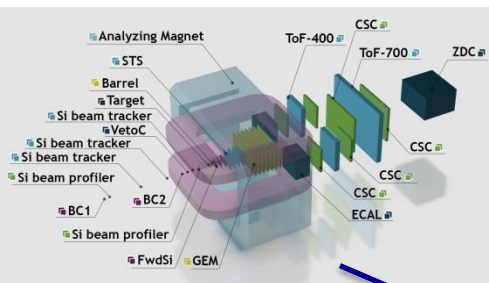 Analyzing Magnet
STS
Barrel
Target
Si beam tracker
VetoC
Si beam tracker
Si beam tracker
Si beam profiler
BC1
BC2
Si beam profiler
FwdSi
GEM
ToF-400
CSC
ToF-700
ZDC
CSC
CSC
CSC
ECAL